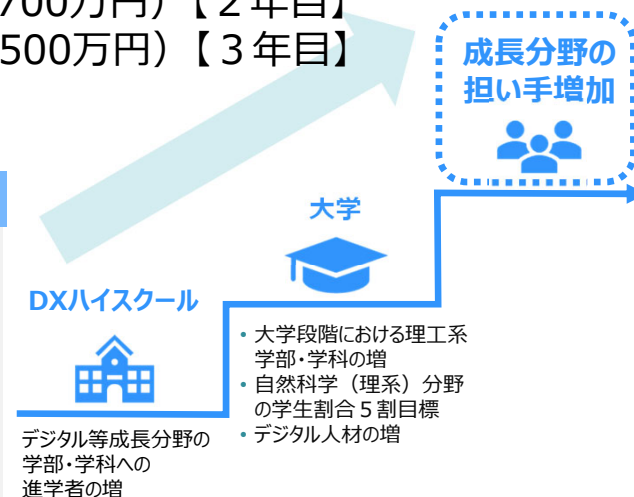 700万円）【２年目】
500万円）【３年目】
成長分野の
担い手増加
大学
DXハイスクール
・大学段階における理工系
学部・学科の増
・自然科学（理系）分野
の学生割合５割目標
・デジタル人材の増
デジタル等成長分野の
学部・学科への
進学者の増